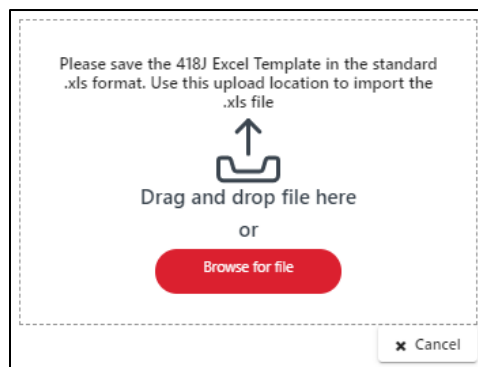 Please save the 418J Excel Template in the standard
.xls format. Use this upload location to import the
.xls file
Drag and drop file here
or
Browse for file
✖ Cancel